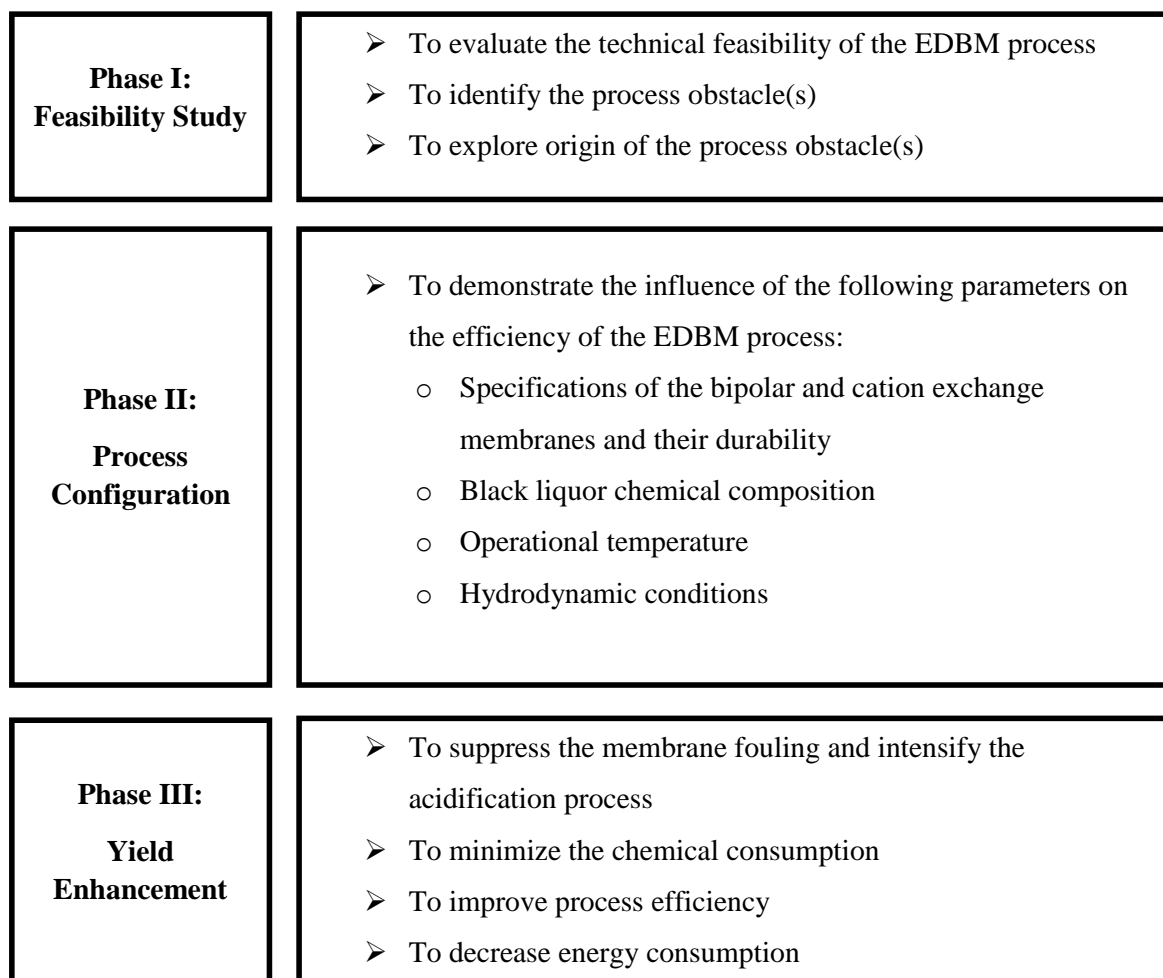 Phase I:
Feasibility Study
➢ To evaluate the technical feasibility of the EDBM process
➢ To identify the process obstacle(s)
➢ To explore origin of the process obstacle(s)
Phase II:
Process
Configuration
➢ To demonstrate the influence of the following parameters on
the efficiency of the EDBM process:
o Specifications of the bipolar and cation exchange
membranes and their durability
o Black liquor chemical composition
o Operational temperature
o Hydrodynamic conditions
Phase III:
Yield
Enhancement
➢ To suppress the membrane fouling and intensify the
acidification process
➢ To minimize the chemical consumption
➢ To improve process efficiency
➢ To decrease energy consumption